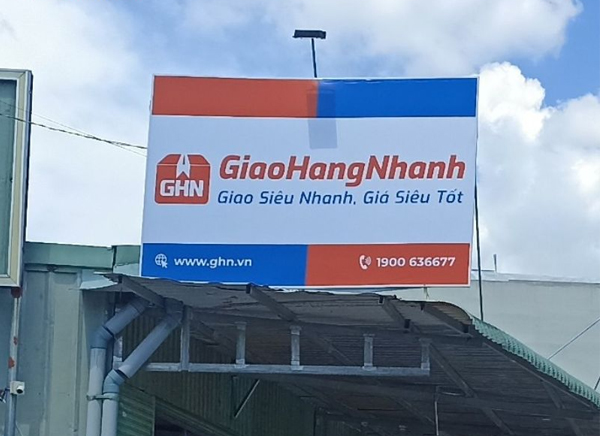 GHN
GiaoHangNhanh
Giao Siêu Nhanh, Giá Siêu Tốt
www.ghn.vn
1900 636677